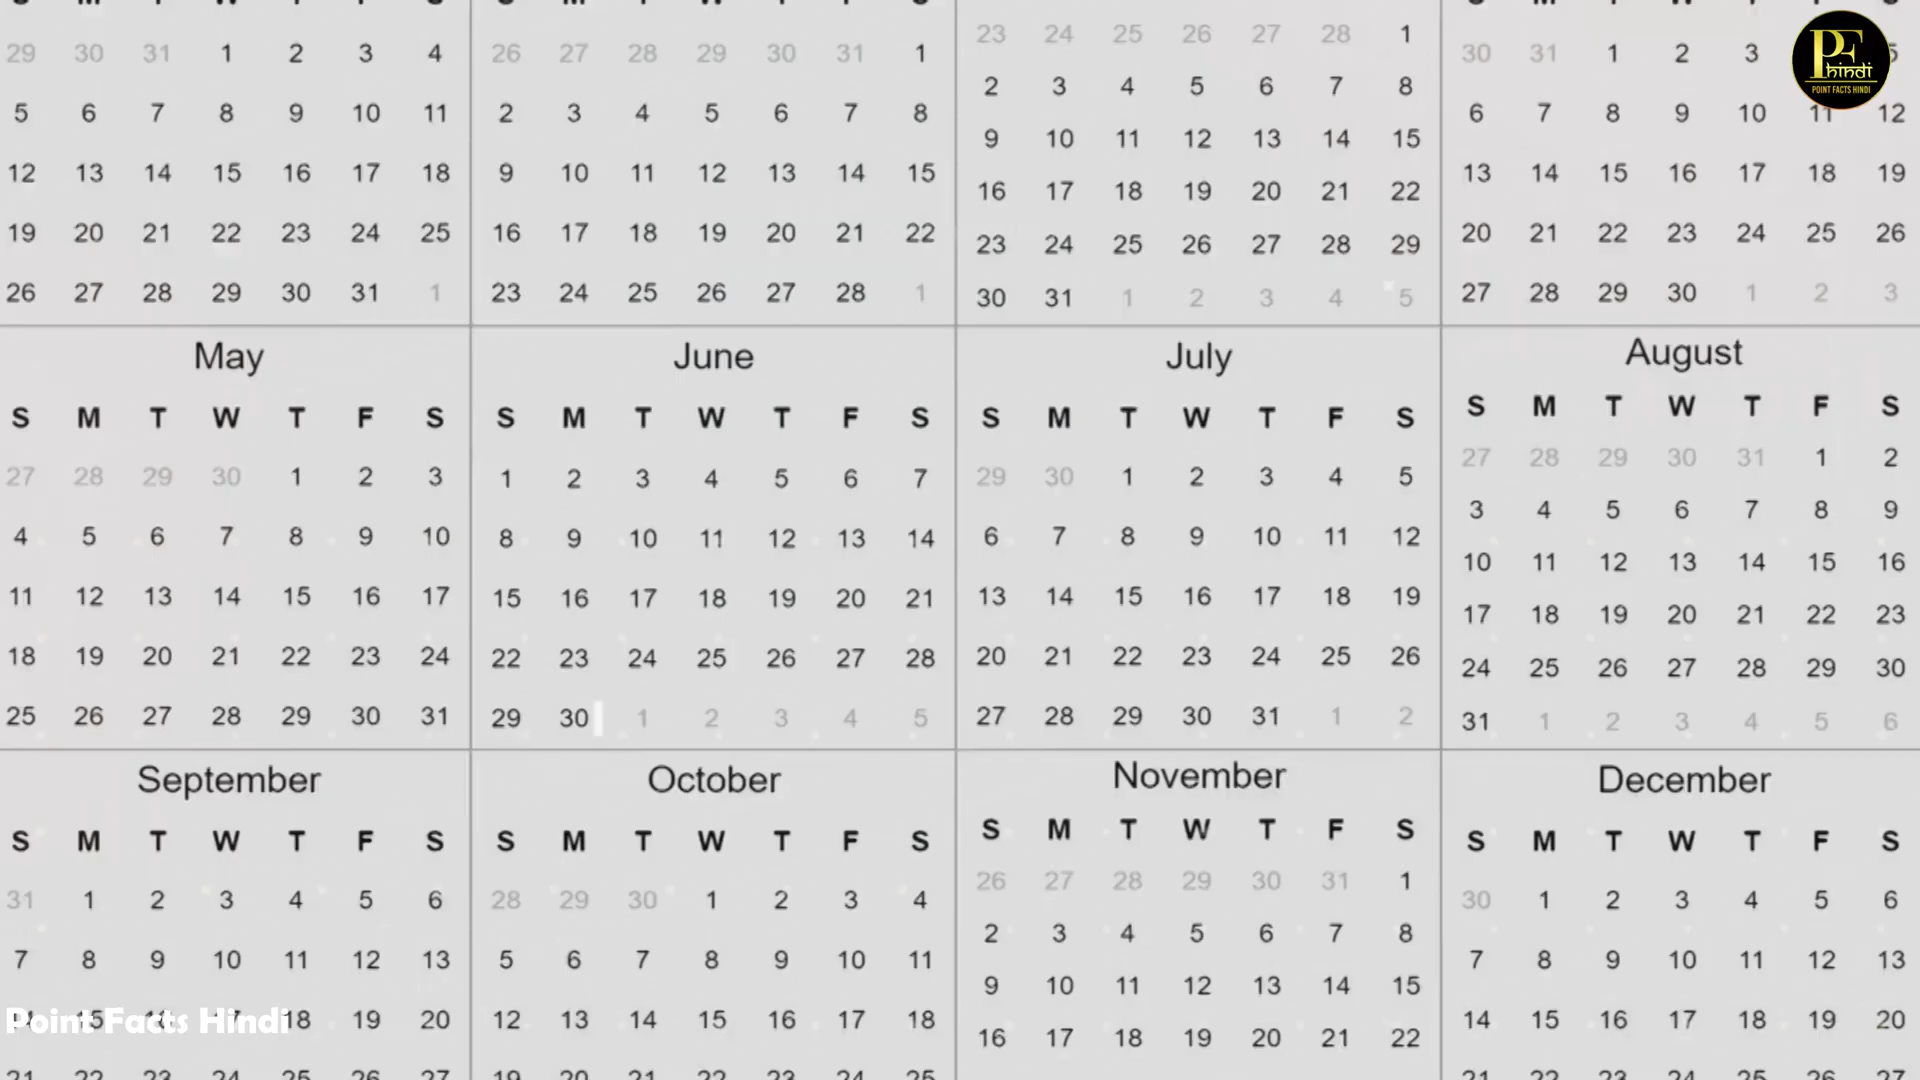 29 30 31 1 2 3 4
5 6 7 8 9 10 11
12 13 14 15 16 17 18
19 20 21 22 23 24 25
26 27 28 29 30 31 1
26 27 28 29 30 31 1
2 3 4 5 6 7 8
9 10 11 12 13 14 15
16 17 18 19 20 21 22
23 24 25 26 27 28 1
23 24 25 26 27 28 1
2 3 4 5 6 7 8
9 10 11 12 13 14 15
16 17 18 19 20 21 22
23 24 25 26 27 28 29
30 31 1 2 3 4 5
30 31 1 2 3 5
6 7 8 9 10 11 12
13 14 15 16 17 18 19
20 21 22 23 24 25 26
27 28 29 30 1 2 3
PF
hindi
POINT FACTS HINDI
May
S M T W T F S
27 28 29 30 1 2 3
4 5 6 7 8 9 10
11 12 13 14 15 16 17
18 19 20 21 22 23 24
25 26 27 28 29 30 31
June
S M T W T F S
1 2 3 4 5 6 7
8 9 10 11 12 13 14
15 16 17 18 19 20 21
22 23 24 25 26 27 28
29 30 1 2 3 4 5
July
S M T W T F S
29 30 1 2 3 4 5
6 7 8 9 10 11 12
13 14 15 16 17 18 19
20 21 22 23 24 25 26
27 28 29 30 31 1 2
August
S M T W T F S
27 28 29 30 31 1 2
3 4 5 6 7 8 9
10 11 12 13 14 15 16
17 18 19 20 21 22 23
24 25 26 27 28 29 30
31 1 2 3 4 5 6
September
S M T W T F S
31 1 2 3 4 5 6
7 8 9 10 11 12 13
18 19 20
Point Facts Hindi
October
S M T W T F S
28 29 30 1 2 3 4
5 6 7 8 9 10 11
12 13 14 15 16 17 18
November
S M T W T F S
26 27 28 29 30 31 1
2 3 4 5 6 7 8
9 10 11 12 13 14 15
16 17 18 19 20 21 22
December
S M T W T F S
30 1 2 3 4 5 6
7 8 9 10 11 12 13
14 15 16 17 18 19 20